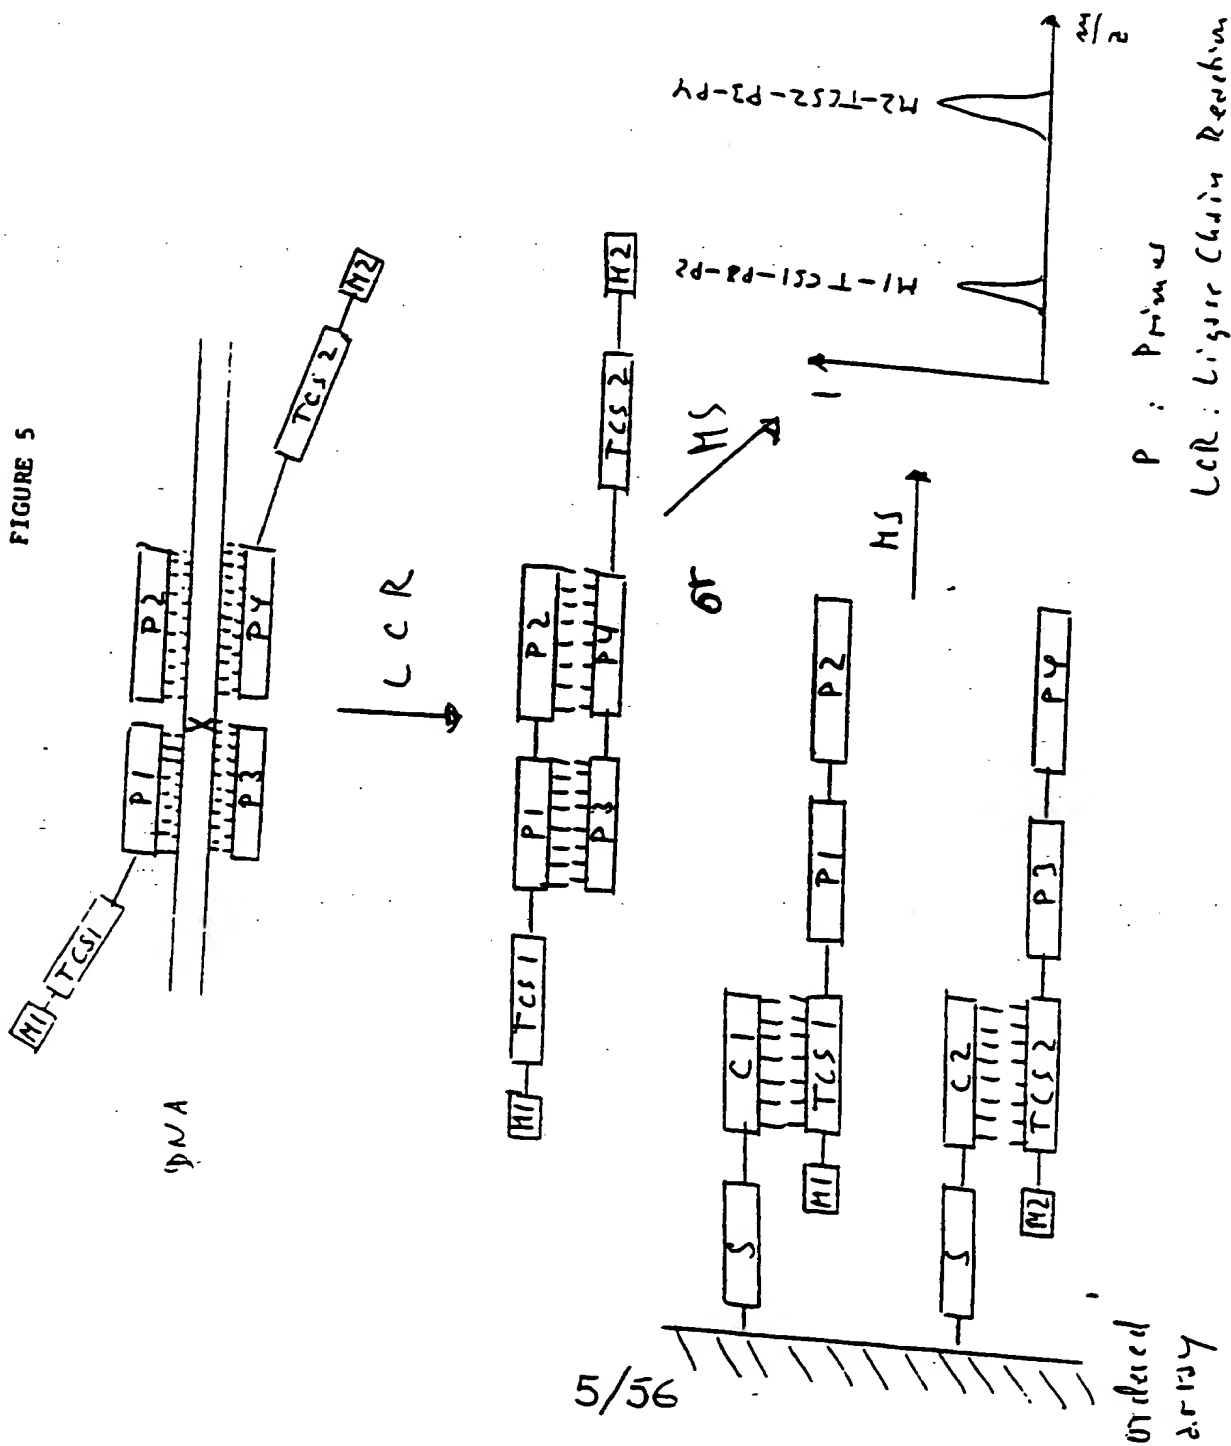 FIGURE 5
DNA
M1
TCS1
P1
P2
P3
P4
TCS 2
M2
LCR
M1
TCS 1
P1
P2
P3
P4
TCS 2
M2
or
MS
MS
S
C1
M1
TCS 1
P1
P2
S
C2
M2
TCS 2
P3
P4
ordered
array
I
M1-TCS1-P1-P2
M2-TCS2-P3-P4
m/z
P : Primer
LCR : Ligase Chain Reaction
5/56